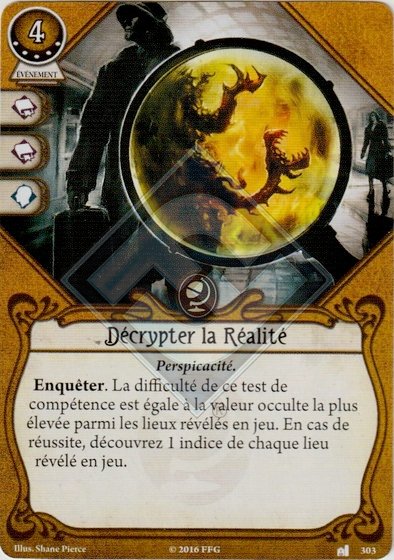 4
ÉVÉNEMENT
Décrypter la Réalité
Perspicacité.
Enquêter. La difficulté de ce test de
compétence est égale à la valeur occulte la plus
élevée parmi les lieux révélés en jeu. En cas de
réussite, découvrez 1 indice de chaque lieu
révélé en jeu.
Illus. Shane Pierce
© 2016 FFG
303